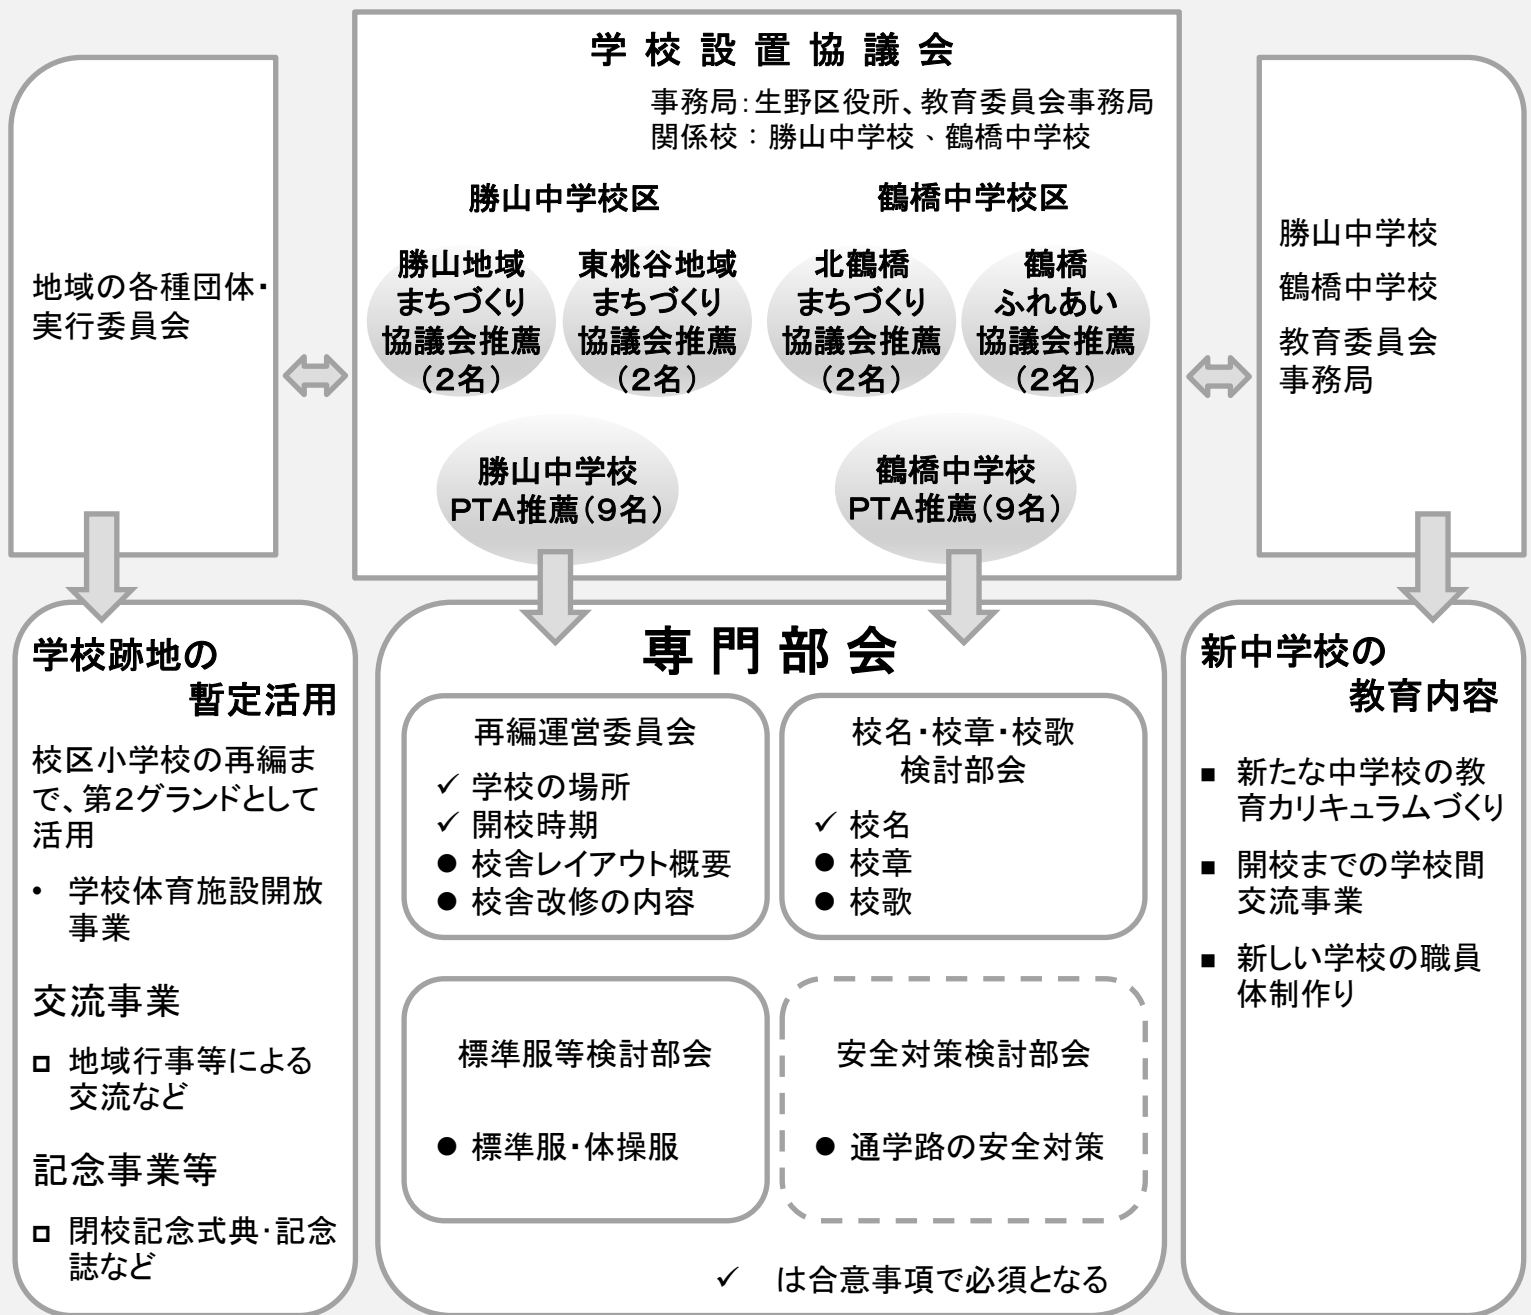 学校設置協議会
事務局:生野区役所、教育委員会事務局
関係校:勝山中学校、鶴橋中学校
勝山中学校区
鶴橋中学校区
勝山地域
まちづくり
協議会推薦
(2名)
東桃谷地域
まちづくり
協議会推薦
(2名)
北鶴橋
まちづくり
協議会推薦
(2名)
鶴橋
ふれあい
協議会推薦
(2名)
勝山中学校
PTA推薦(9名)
鶴橋中学校
PTA推薦(9名)
地域の各種団体・
実行委員会
勝山中学校
鶴橋中学校
教育委員会
事務局
学校跡地の
暫定活用
校区小学校の再編ま
で、第2グランドとして
活用
• 学校体育施設開放
事業
交流事業
□ 地域行事等による
交流など
記念事業等
□ 閉校記念式典・記念
誌など
専門部会
再編運営委員会
✓ 学校の場所
✓ 開校時期
● 校舎レイアウト概要
● 校舎改修の内容
校名・校章・校歌
検討部会
✓ 校名
● 校章
● 校歌
標準服等検討部会
● 標準服・体操服
安全対策検討部会
● 通学路の安全対策
✓ は合意事項で必須となる
新中学校の
教育内容
■ 新たな中学校の教
育カリキュラムづくり
■ 開校までの学校間
交流事業
■ 新しい学校の職員
体制作り